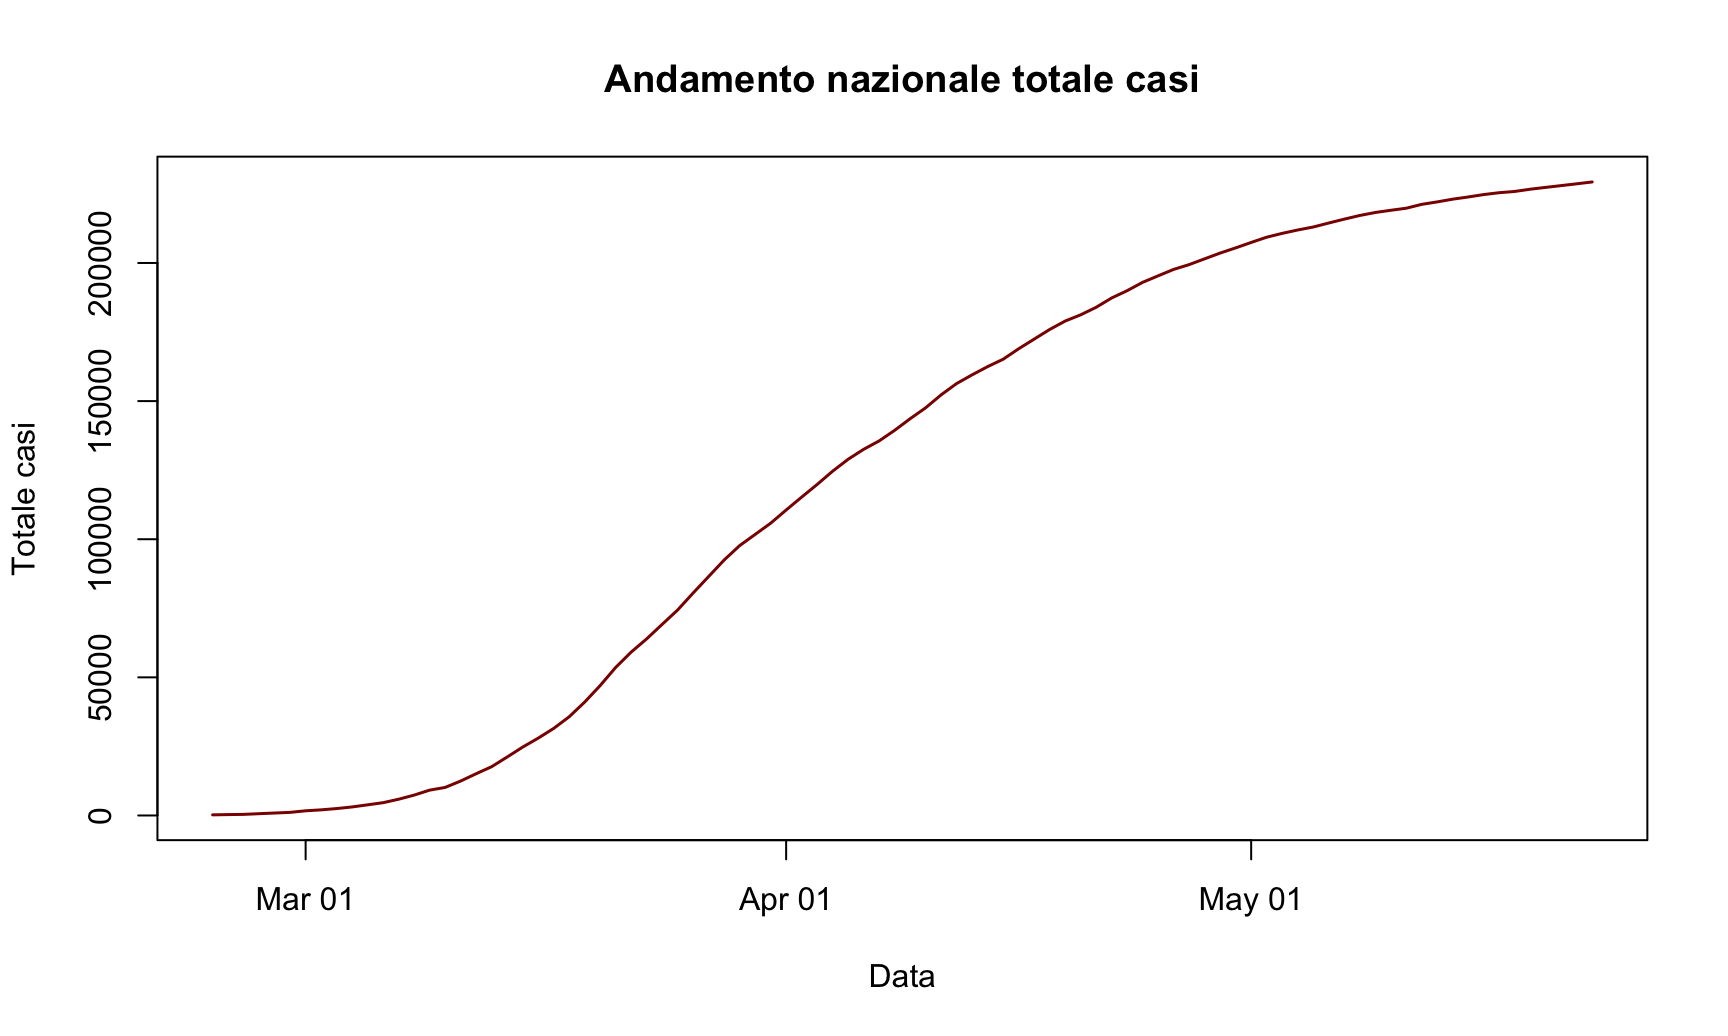 Andamento nazionale totale casi
Totale casi
200000
150000
100000
50000
0
Mar 01
Apr 01
May 01
Data